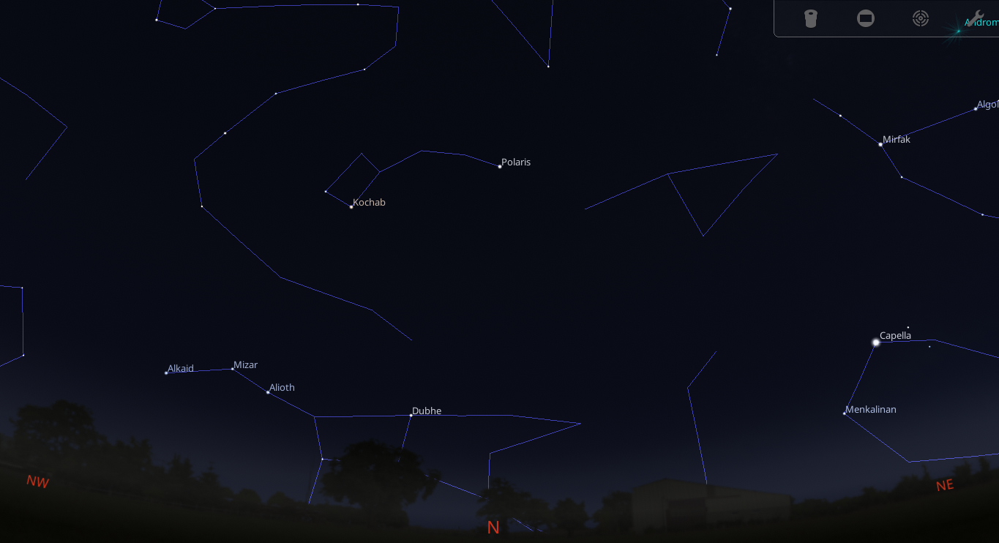 Androm
Algol
Mirfak
Polaris
Kochab
Capella
Alkaid
Mizar
Alioth
Dubhe
Menkalinan
NW
NE
N